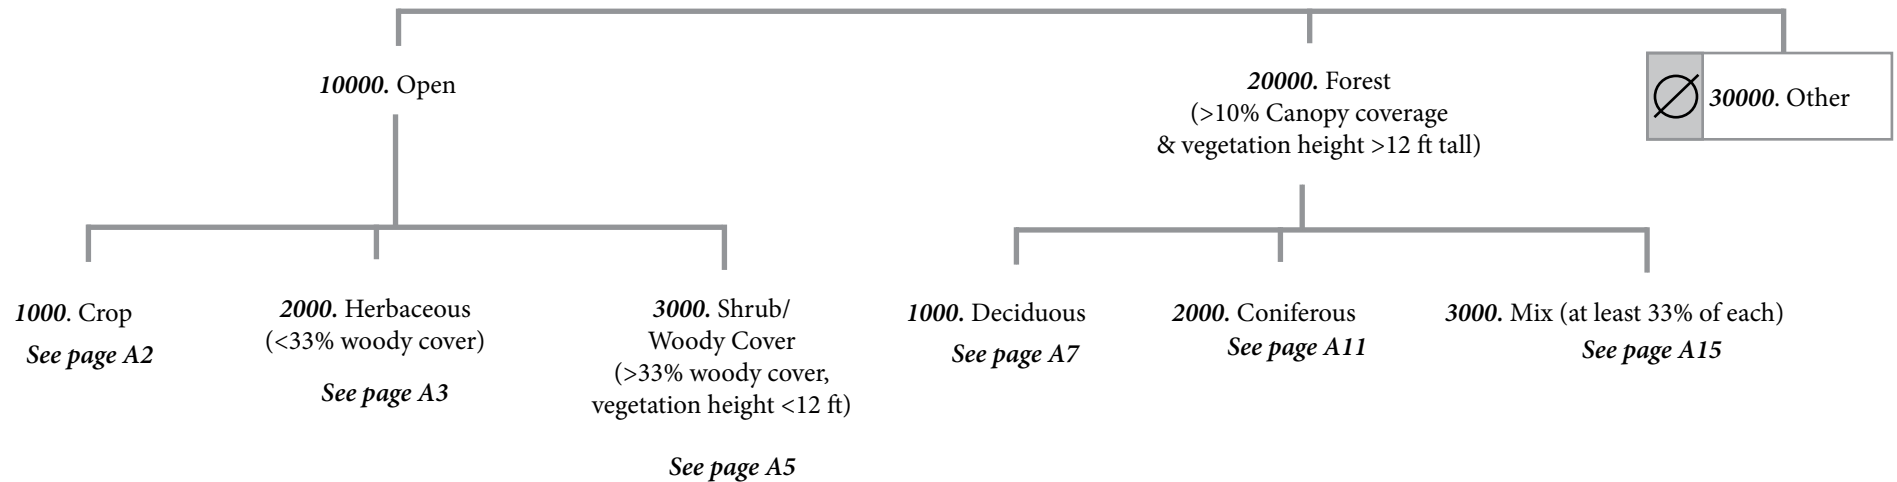 10000. Open
20000. Forest
(>10% Canopy coverage
& vegetation height >12 ft tall)
30000. Other
1000. Crop
See page A2
2000. Herbaceous
(<33% woody cover)
See page A3
3000. Shrub/
Woody Cover
(>33% woody cover,
vegetation height <12 ft)
See page A5
1000. Deciduous
See page A7
2000. Coniferous
See page A11
3000. Mix (at least 33% of each)
See page A15